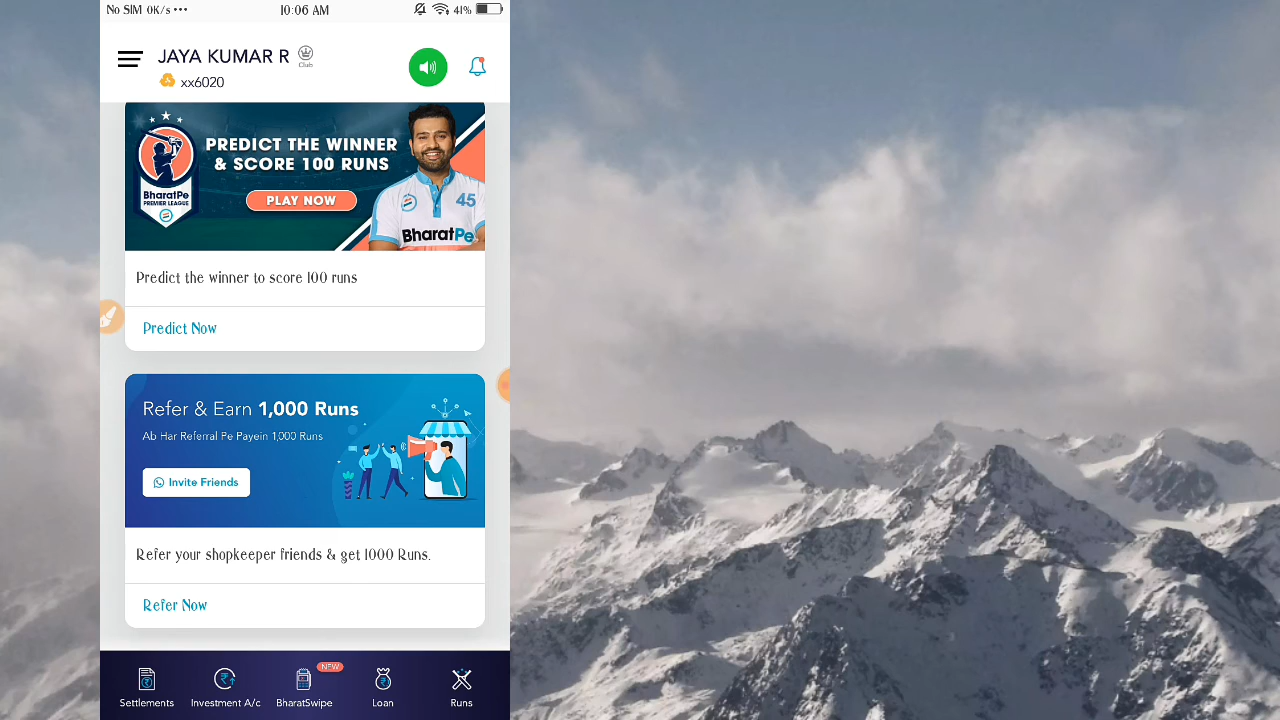 No SIM 0K/s ••• 10:06 AM 41%
JAYA KUMAR R
Club
xx6020
PREDICT THE WINNER
& SCORE 100 RUNS
PLAY NOW
BharatPe
PREMIER LEAGUE
45
BharatPe
Predict the winner to score 100 runs
Predict Now
Refer & Earn 1,000 Runs
Ab Har Referral Pe Payein 1,000 Runs
Invite Friends
Refer your shopkeeper friends & get 1000 Runs.
Refer Now
NEW
Settlements Investment A/c BharatSwipe Loan Runs